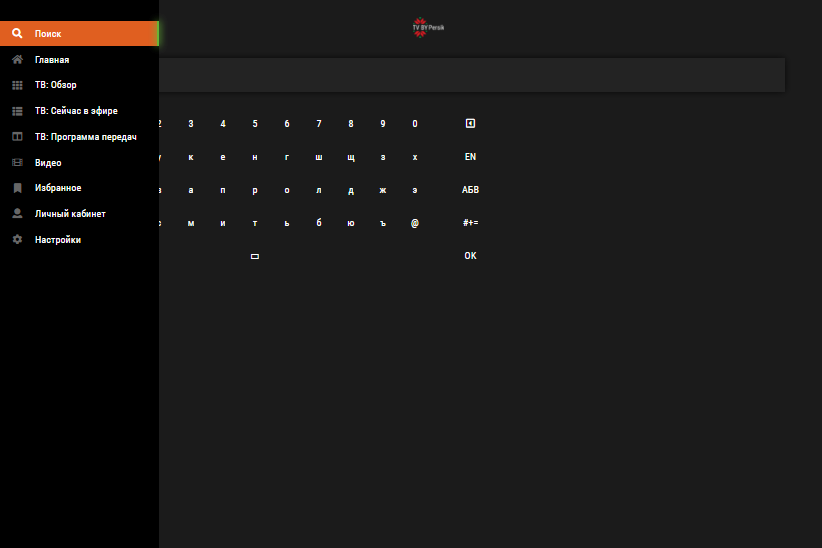 TV BY Persik
Поиск
Главная
ТВ: Обзор
ТВ: Сейчас в эфире
ТВ: Программа передач
Видео
Избранное
Личный кабинет
Настройки
2 3 4 5 6 7 8 9 0
у к е н г ш щ з х EN
в а п р о л д ж э АБВ
с м и т ь б ю ъ @ #+=
OK